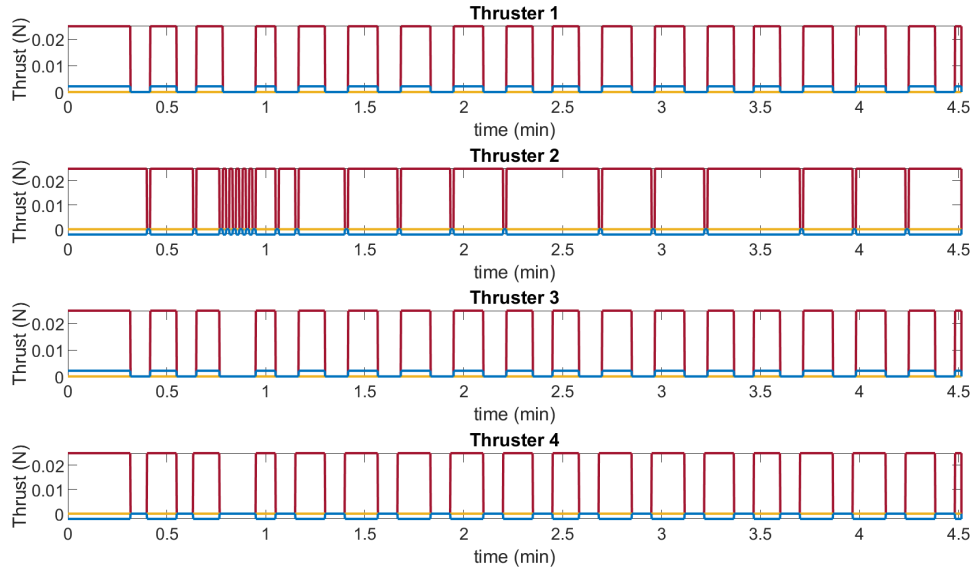 Thruster 1
Thrust (N)
0.02
0.01
0
0 0.5 1 1.5 2 2.5 3 3.5 4 4.5
time (min)
Thruster 2
Thrust (N)
0.02
0.01
0
0 0.5 1 1.5 2 2.5 3 3.5 4 4.5
time (min)
Thruster 3
Thrust (N)
0.02
0.01
0
0 0.5 1 1.5 2 2.5 3 3.5 4 4.5
time (min)
Thruster 4
Thrust (N)
0.02
0.01
0
0 0.5 1 1.5 2 2.5 3 3.5 4 4.5
time (min)